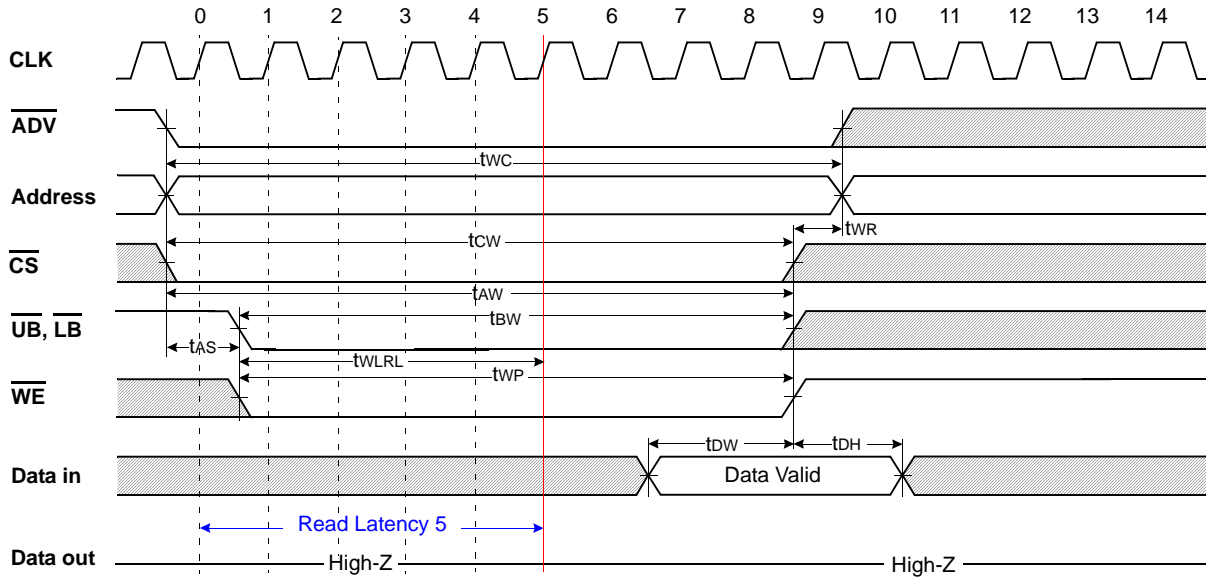 0 1 2 3 4 5 6 7 8 9 10 11 12 13 14
CLK
ADV
tWC
Address
tWR
tCW
CS
tAW
UB, LB
tBW
tAS
tWLRL
tWP
WE
tDW
tDH
Data in
Data Valid
Read Latency 5
Data out
High-Z
High-Z